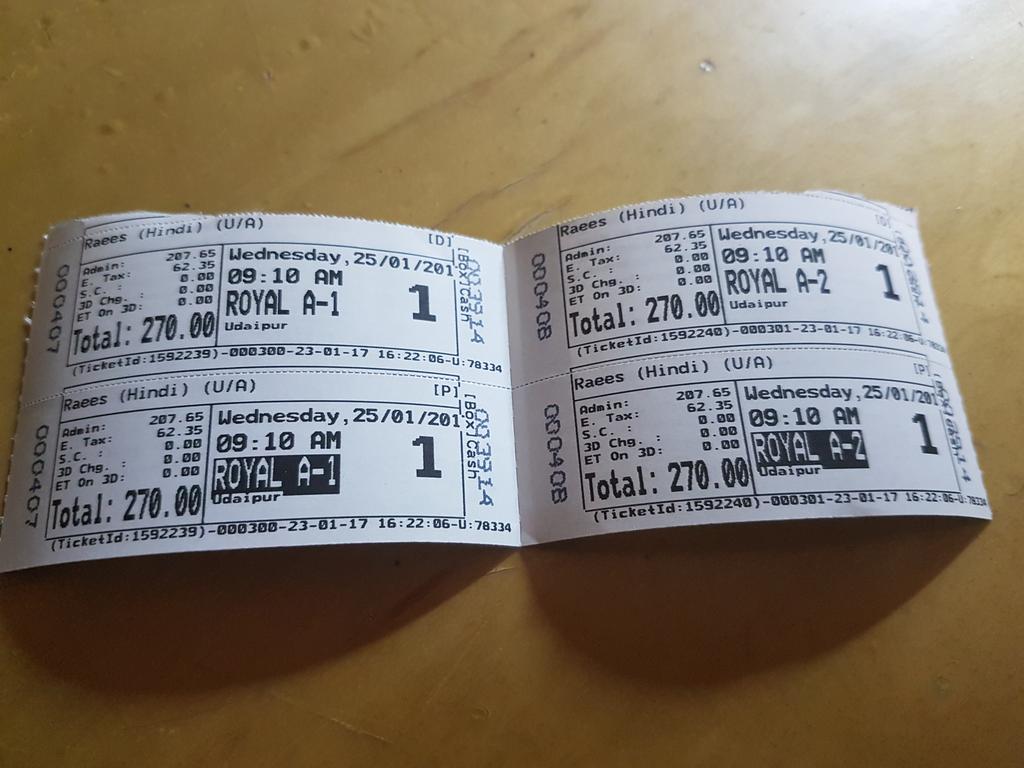 Raees (Hindi) (U/A)
[D]
Admin: 207.65
E. Tax: 62.35
S.C. : 0.00
3D Chg. : 0.00
ET On 3D: 0.00
Total: 270.00
Wednesday,25/01/201
09:10 AM
ROYAL A-1
Udaipur
1
[Box]Cash
000407
(TicketId:1592239)-000300-23-01-17 16:22:06-U:78334
Raees (Hindi) (U/A)
[P]
Admin: 207.65
E. Tax: 62.35
S.C. : 0.00
3D Chg. : 0.00
ET On 3D: 0.00
Total: 270.00
Wednesday,25/01/201
09:10 AM
ROYAL A-1
Udaipur
1
[Box]Cash
000407
(TicketId:1592239)-000300-23-01-17 16:22:06-U:78334
Raees (Hindi) (U/A)
[D]
Admin: 207.65
E. Tax: 62.35
S.C. : 0.00
3D Chg. : 0.00
ET On 3D: 0.00
Total: 270.00
Wednesday,25/01/201
09:10 AM
ROYAL A-2
Udaipur
1
000408
(TicketId:1592240)-000301-23-01-17 16:22:06-U:78334
Raees (Hindi) (U/A)
[P]
Admin: 207.65
E. Tax: 62.35
S.C. : 0.00
3D Chg. : 0.00
ET On 3D: 0.00
Total: 270.00
Wednesday,25/01/201
09:10 AM
ROYAL A-2
Udaipur
1
000408
(TicketId:1592240)-000301-23-01-17 16:22:06-U:78334